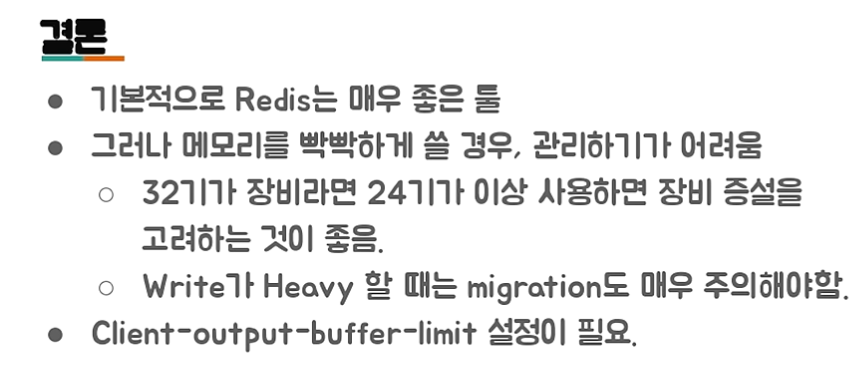 결론
● 기본적으로 Redis는 매우 좋은 툴
● 그러나 메모리를 빡빡하게 쓸 경우, 관리하기가 어려움
○ 32기가 장비라면 24기가 이상 사용하면 장비 증설을
고려하는 것이 좋음.
○ Write가 Heavy 할 때는 migration도 매우 주의해야함.
● Client-output-buffer-limit 설정이 필요.